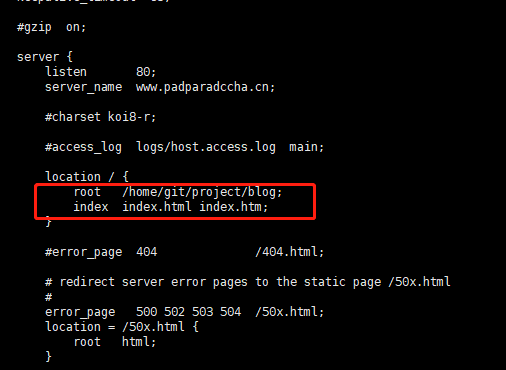 #gzip  on;
server {
listen       80;
server_name  www.padparadccha.cn;
#charset koi8-r;
#access_log  logs/host.access.log  main;
location / {
root   /home/git/project/blog;
index  index.html index.htm;
}
#error_page  404              /404.html;
# redirect server error pages to the static page /50x.html
#
error_page   500 502 503 504  /50x.html;
location = /50x.html {
root   html;
}